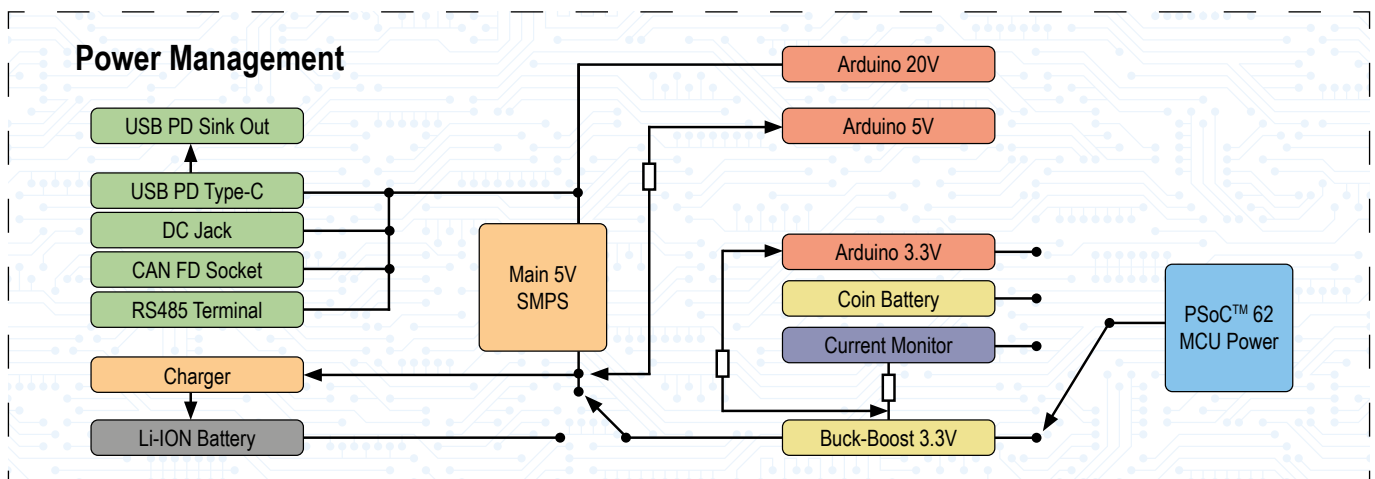 Power Management
USB PD Sink Out
USB PD Type-C
DC Jack
CAN FD Socket
RS485 Terminal
Charger
Li-ION Battery
Main 5V
SMPS
Arduino 20V
Arduino 5V
Arduino 3.3V
Coin Battery
Current Monitor
Buck-Boost 3.3V
PSoC™ 62
MCU Power